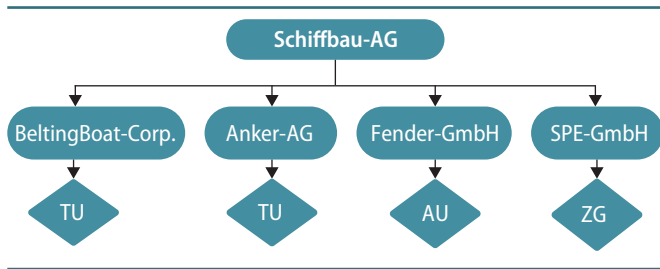 Schiffbau-AG
BeltingBoat-Corp. Anker-AG Fender-GmbH SPE-GmbH
TU TU AU ZG